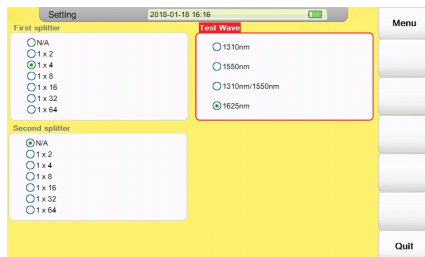 Setting
2018-01-18 16:16
Menu
First splitter
N/A
1 x 2
1 x 4
1 x 8
1 x 16
1 x 32
1 x 64
Test Wave
1310nm
1550nm
1310nm/1550nm
1625nm
Second splitter
N/A
1 x 2
1 x 4
1 x 8
1 x 16
1 x 32
1 x 64
Quit